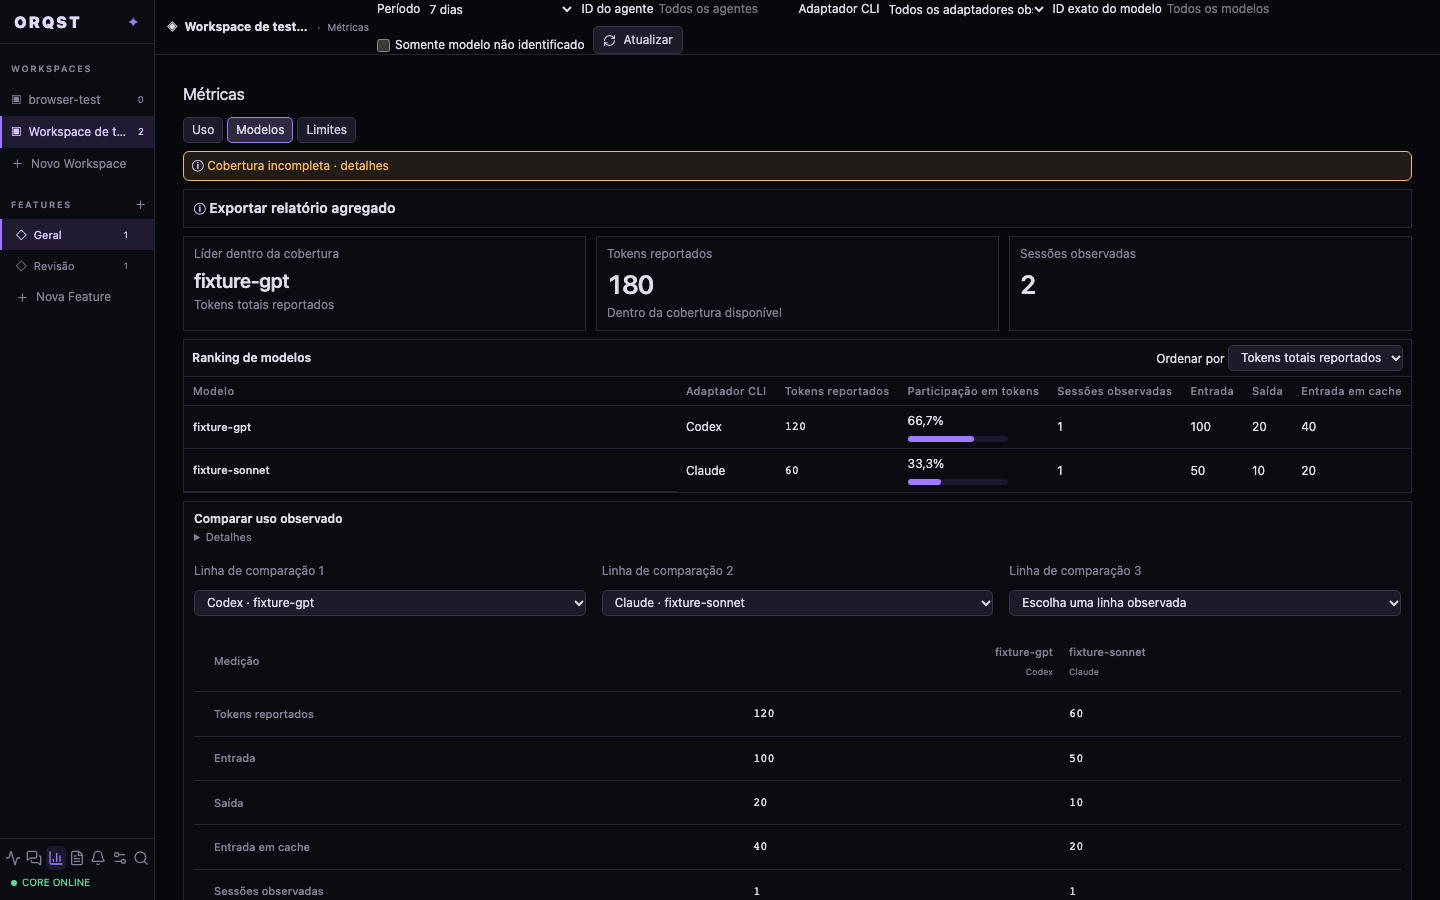 ORQST
WORKSPACES
browser-test 0
Workspace de t... 2
Novo Workspace
FEATURES
Geral 1
Revisão 1
Nova Feature
CORE ONLINE
Workspace de test... · Métricas
Período 7 dias ID do agente Todos os agentes Adaptador CLI Todos os adaptadores ob: ID exato do modelo Todos os modelos
Somente modelo não identificado Atualizar
Métricas
Uso Modelos Limites
Cobertura incompleta · detalhes
Exportar relatório agregado
Líder dentro da cobertura
fixture-gpt
Tokens totais reportados
Tokens reportados
180
Dentro da cobertura disponível
Sessões observadas
2
Ranking de modelos Ordenar por Tokens totais reportados
Modelo Adaptador CLI Tokens reportados Participação em tokens Sessões observadas Entrada Saída Entrada em cache
fixture-gpt Codex 120 66,7% 1 100 20 40
fixture-sonnet Claude 60 33,3% 1 50 10 20
Comparar uso observado
Detalhes
Linha de comparação 1 Linha de comparação 2 Linha de comparação 3
Codex · fixture-gpt Claude · fixture-sonnet Escolha uma linha observada
Medição fixture-gpt fixture-sonnet
Codex Claude
Tokens reportados 120 60
Entrada 100 50
Saída 20 10
Entrada em cache 40 20
Sessões observadas 1 1